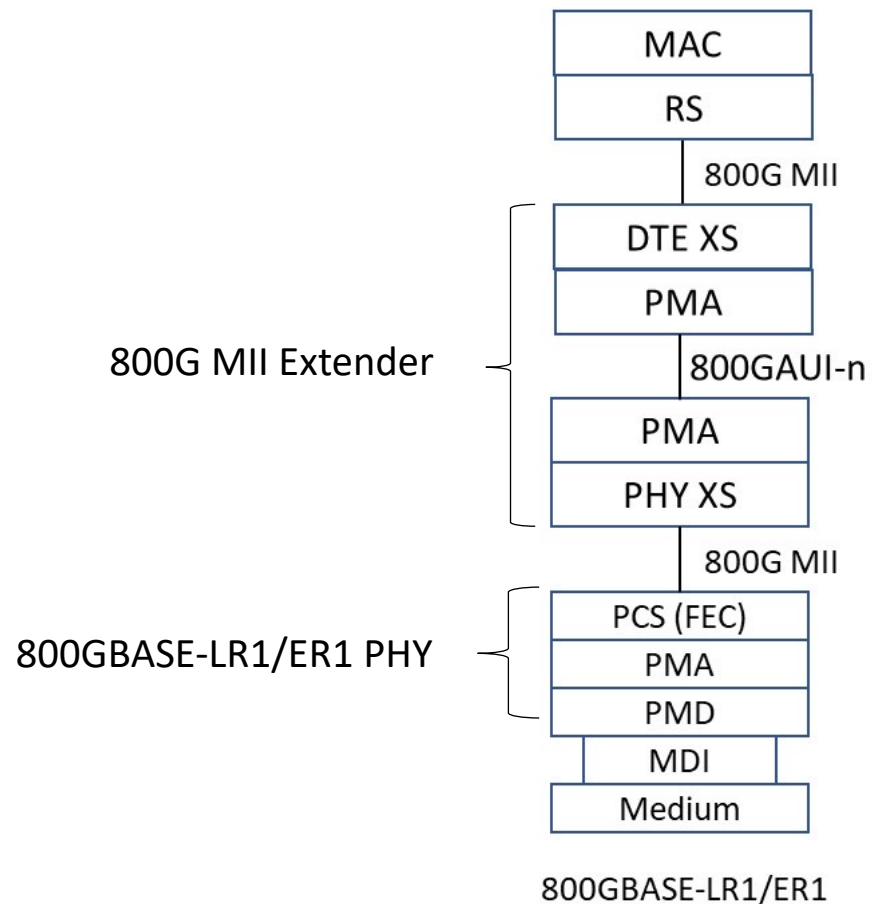 MAC
RS
800G MII
DTE XS
PMA
800G MII Extender
800GAUI-n
PMA
PHY XS
800G MII
PCS (FEC)
800GBASE-LR1/ER1 PHY
PMA
PMD
MDI
Medium
800GBASE-LR1/ER1